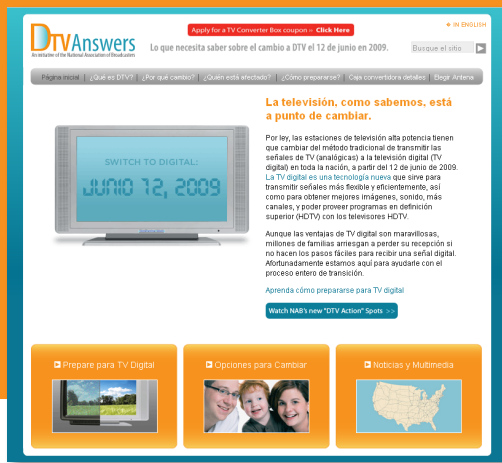 Apply for a TV Converter Box coupon » Click Here
← IN ENGLISH
DTVAnswers
An initiative of the National Association of Broadcasters
Lo que necesita saber sobre el cambio a DTV el 12 de junio en 2009.
Busque el sitio
Página inicial | ¿Qué es DTV? | ¿Por qué cambio? | ¿Quién está afectado? | ¿Cómo prepararse? | Caja convertidora detalles | Elegir Antena
SWITCH TO DIGITAL:
JUNIO 12, 2009
La televisión, como sabemos, está
a punto de cambiar.
Por ley, las estaciones de televisión alta potencia tienen
que cambiar del método tradicional de transmitir las
señales de TV (analógicas) a la televisión digital (TV
digital) en toda la nación, a partir del 12 de junio de 2009.
La TV digital es una tecnología nueva que sirve para
transmitir señales más flexible y eficientemente, así
como para obtener mejores imágenes, sonido, más
canales, y poder proveer programas en definición
superior (HDTV) con los televisores HDTV.
Aunque las ventajas de TV digital son maravillosas,
millones de familias arriesgan a perder su recepción si
no hacen los pasos fáciles para recibir una señal digital.
Afortunadamente estamos aquí para ayudarle con el
proceso entero de transición.
Aprenda cómo prepararse para TV digital
Watch NAB's new "DTV Action" Spots >>
Prepare para TV Digital
Opciones para Cambiar
Noticias y Multimedia